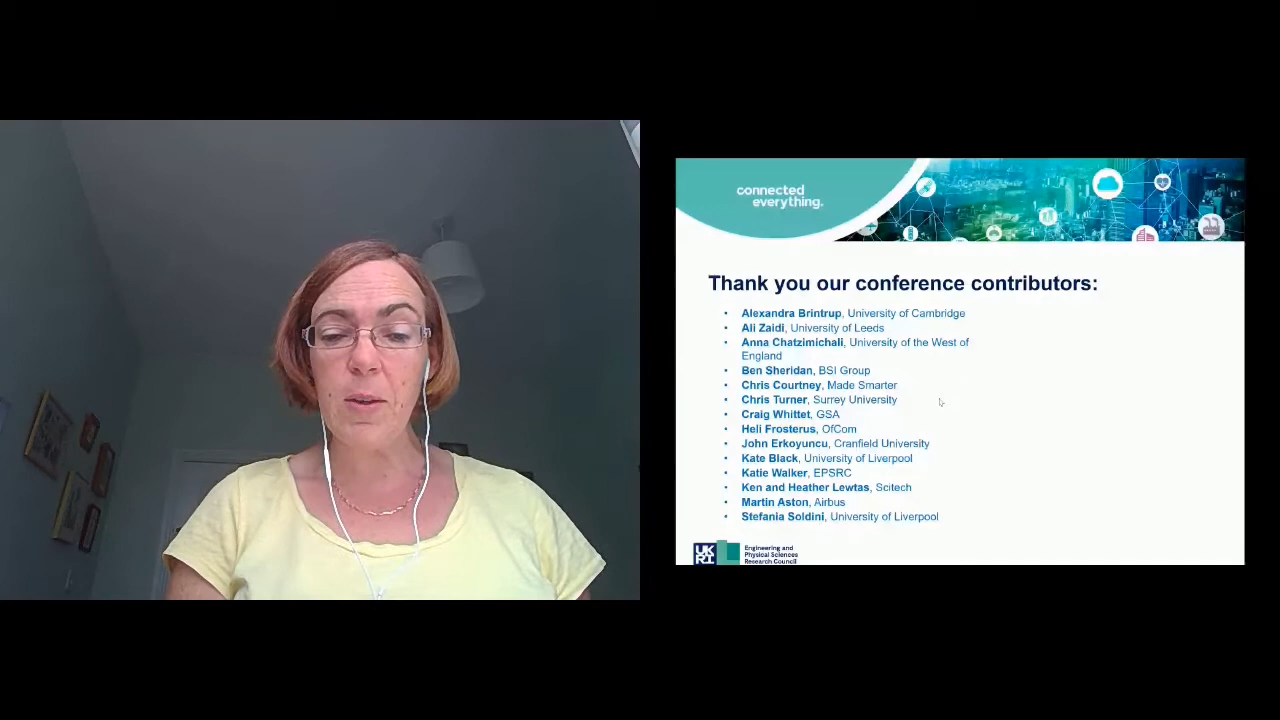 connected
everything.
Thank you our conference contributors:
• Alexandra Brintrup, University of Cambridge
• Ali Zaidi, University of Leeds
• Anna Chatzimichali, University of the West of
England
• Ben Sheridan, BSI Group
• Chris Courtney, Made Smarter
• Chris Turner, Surrey University
• Craig Whittet, GSA
• Heli Frosterus, OfCom
• John Erkoyuncu, Cranfield University
• Kate Black, University of Liverpool
• Katie Walker, EPSRC
• Ken and Heather Lewtas, Scitech
• Martin Aston, Airbus
• Stefania Soldini, University of Liverpool
UK
RI
Engineering and
Physical Sciences
Research Council